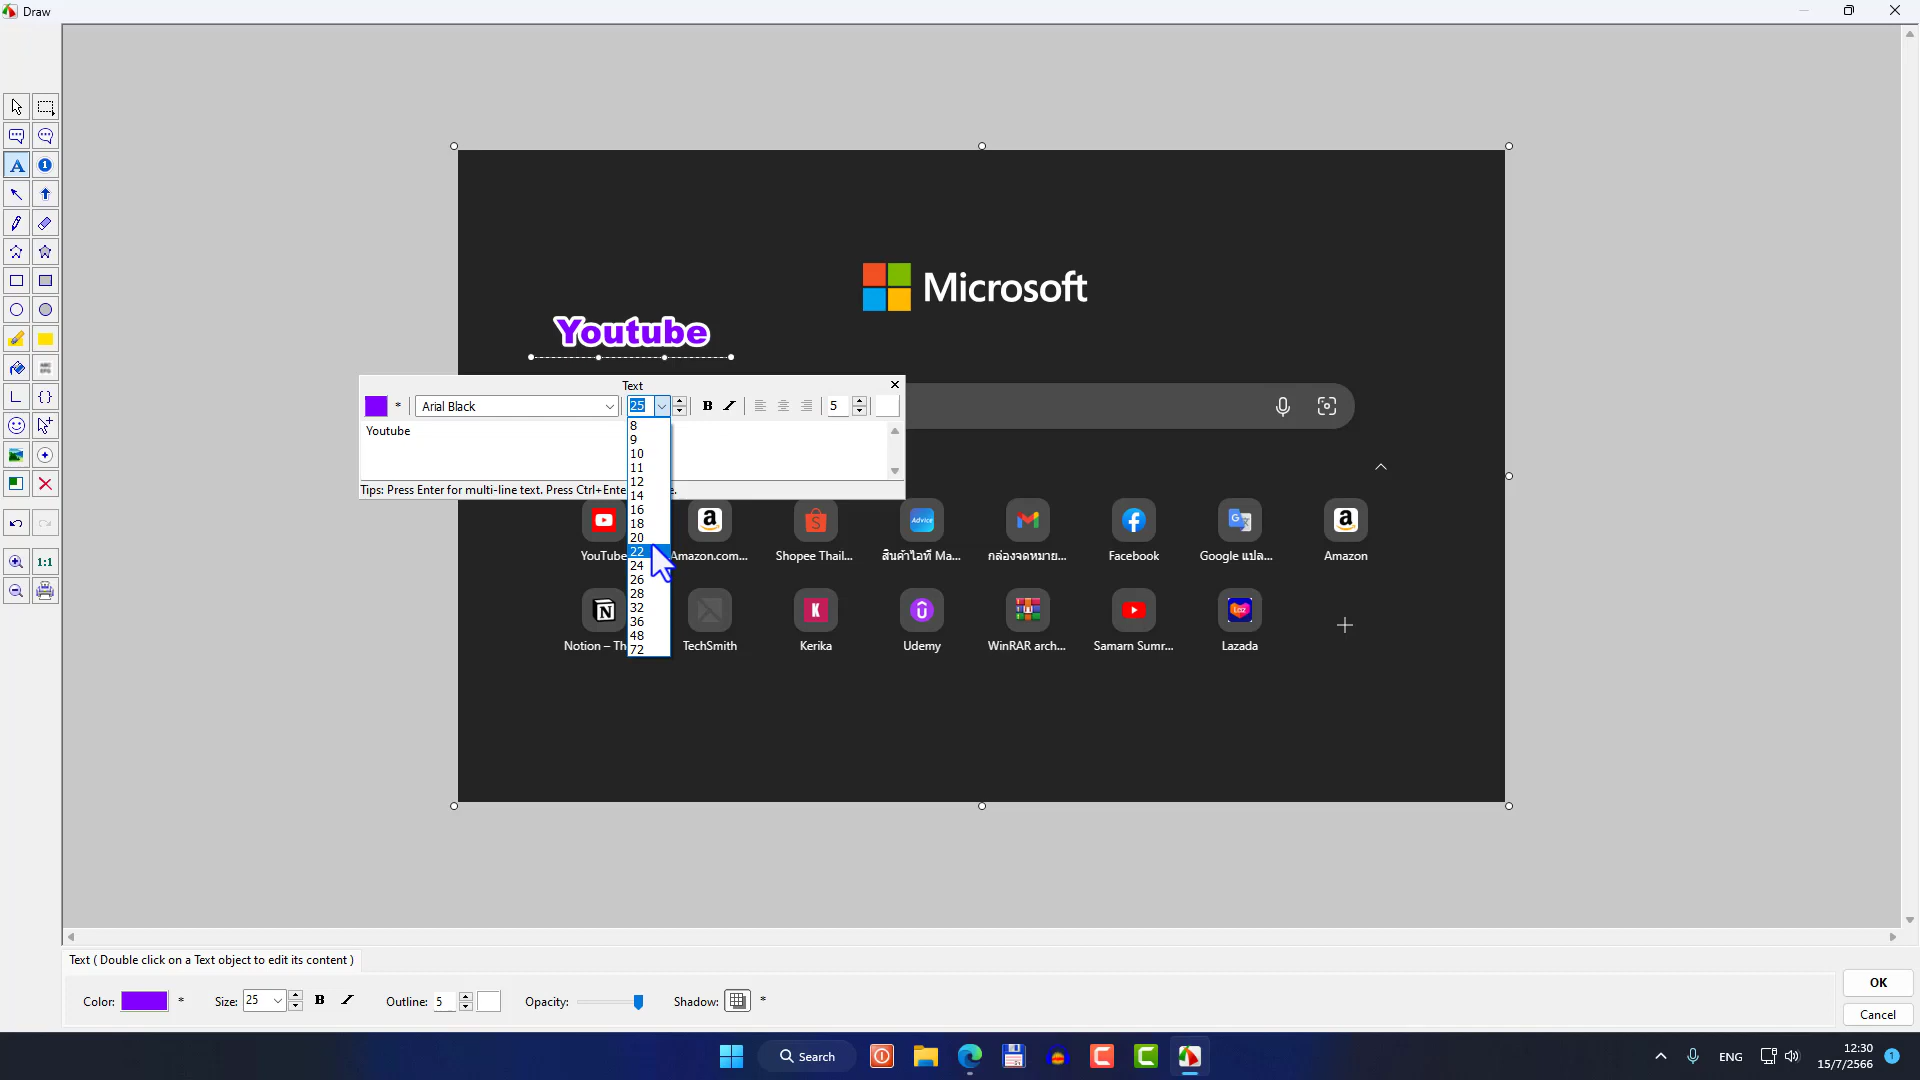 Draw
Microsoft
Youtube
Text
Arial Black
25
5
Youtube
8
9
10
11
12
14
16
18
20
22
24
26
28
32
36
48
72
Tips: Press Enter for multi-line text. Press Ctrl+Ente
1:1
YouTube
Amazon.com...
Shopee Thail...
สินค้าไอที Ma...
กล่องจดหมาย...
Facebook
Google แปล...
Amazon
Advice
Notion – Th
TechSmith
Kerika
Udemy
WinRAR arch...
Samarn Sumr...
Lazada
Text ( Double click on a Text object to edit its content )
Color: * Size: 25 B I Outline: 5 Opacity: Shadow: *
OK
Cancel
Search
ENG
12:30
15/7/2566
1